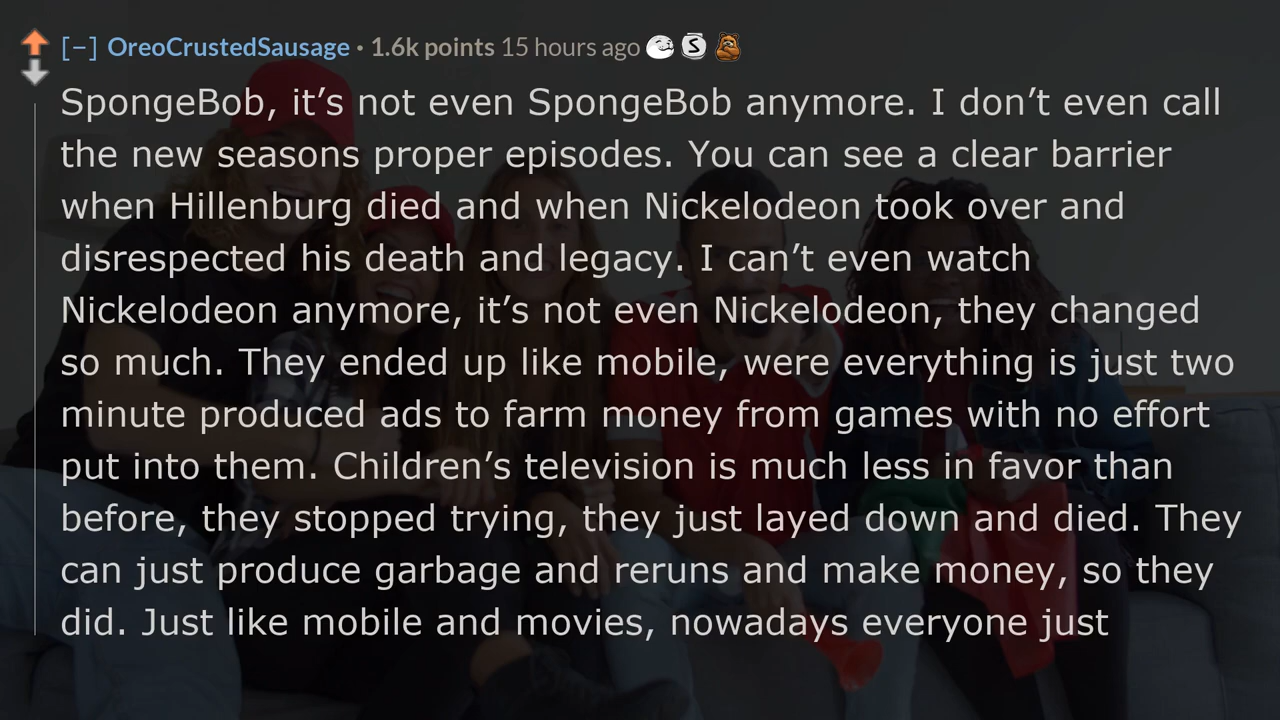 [–] OreoCrustedSausage • 1.6k points 15 hours ago
SpongeBob, it’s not even SpongeBob anymore. I don’t even call
the new seasons proper episodes. You can see a clear barrier
when Hillenburg died and when Nickelodeon took over and
disrespected his death and legacy. I can’t even watch
Nickelodeon anymore, it’s not even Nickelodeon, they changed
so much. They ended up like mobile, were everything is just two
minute produced ads to farm money from games with no effort
put into them. Children’s television is much less in favor than
before, they stopped trying, they just layed down and died. They
can just produce garbage and reruns and make money, so they
did. Just like mobile and movies, nowadays everyone just